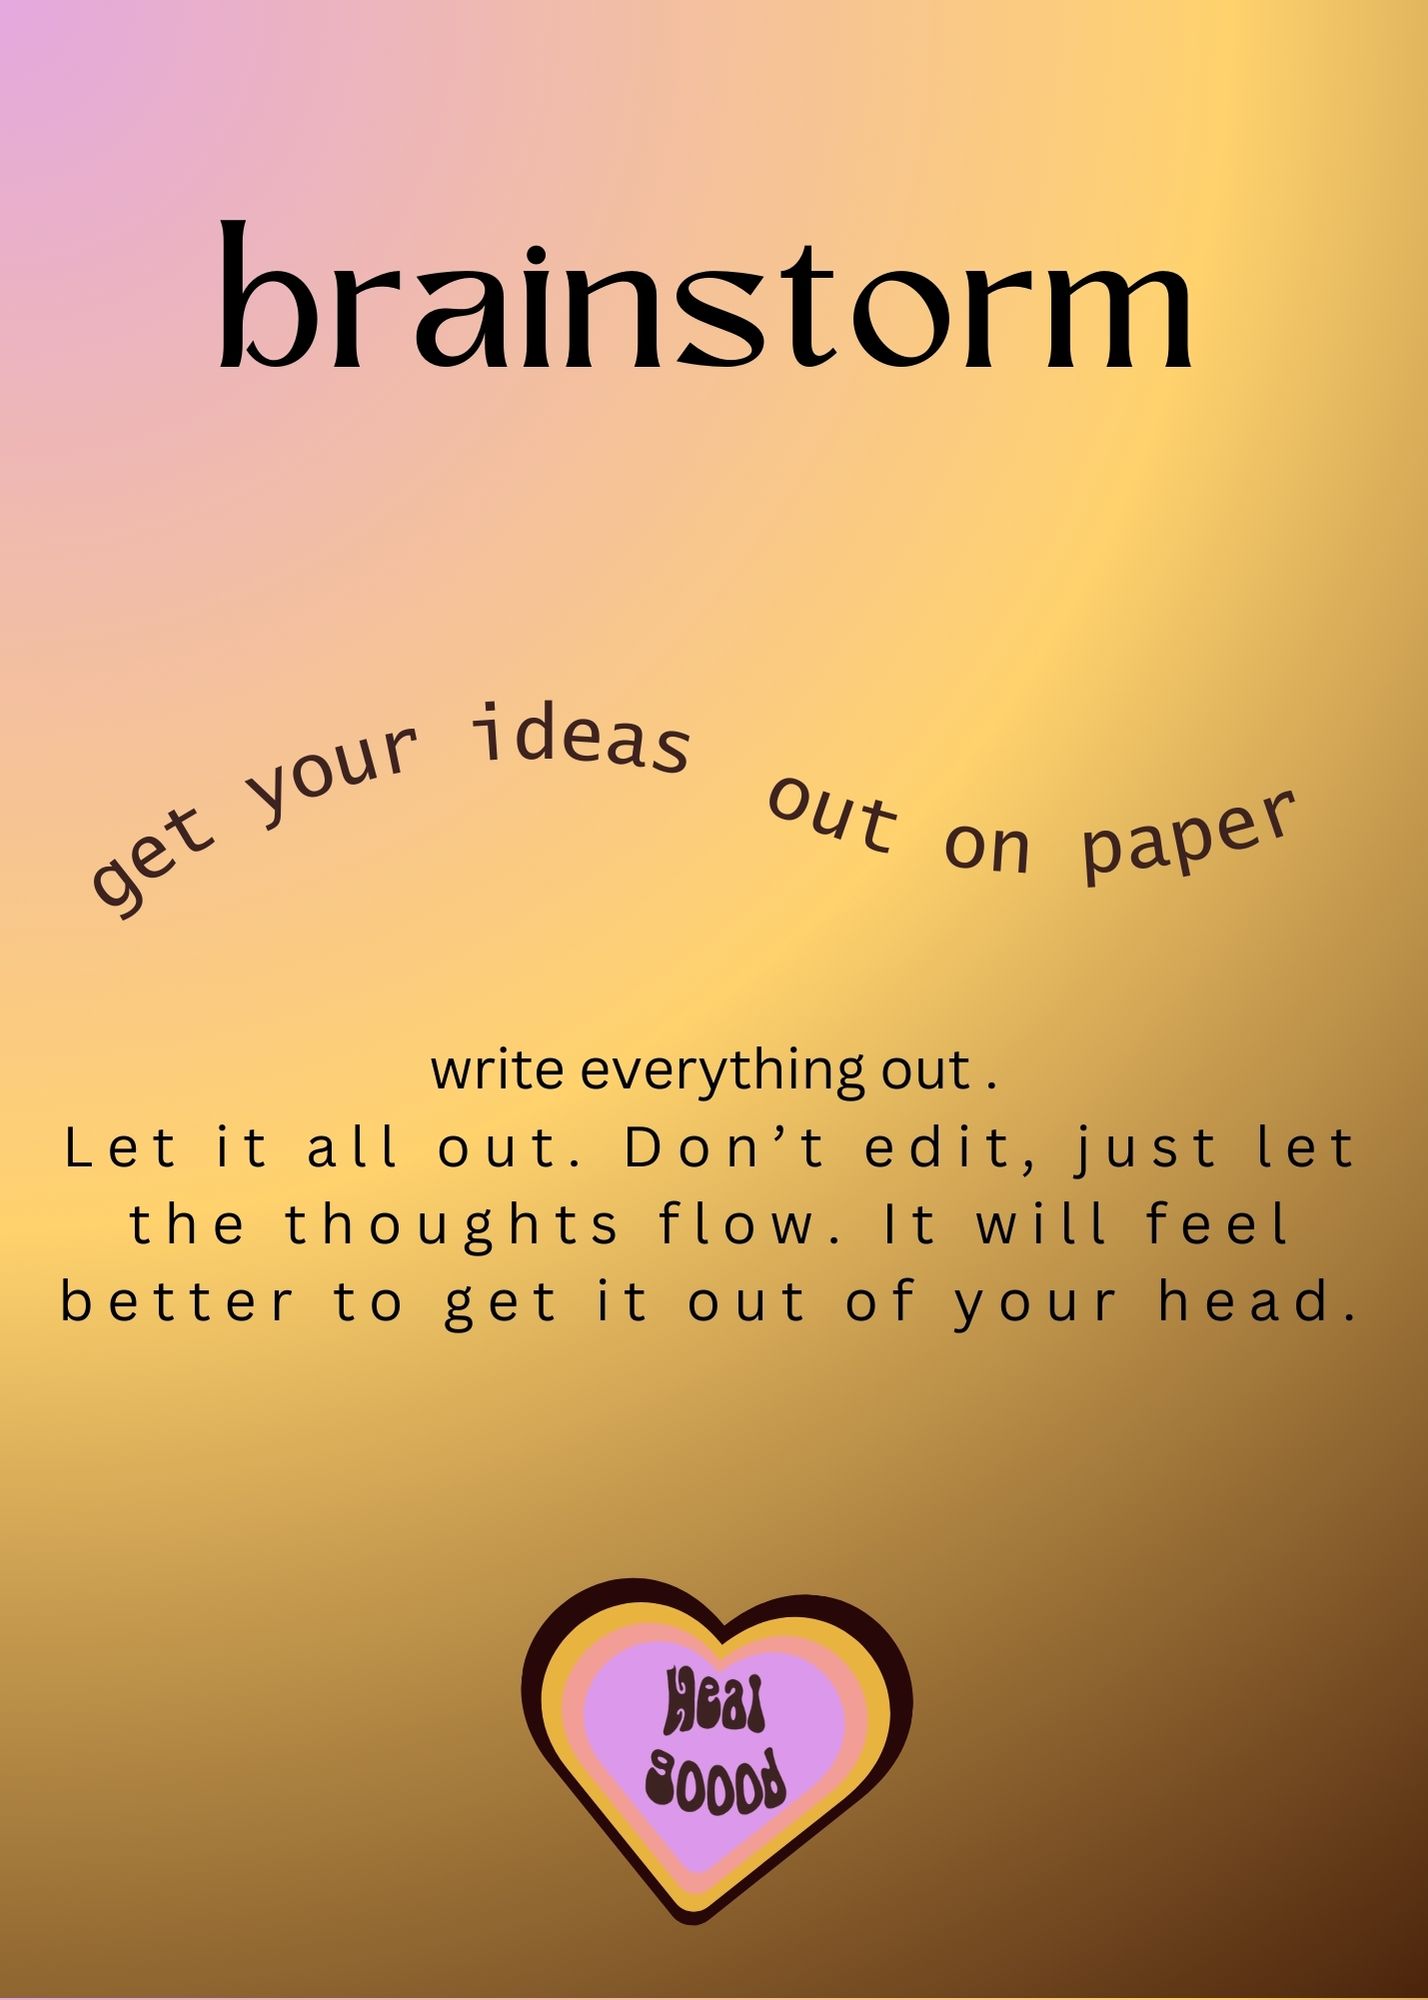 brainstorm
get your ideas out on paper
write everything out .
Let it all out. Don’t edit, just let
the thoughts flow. It will feel
better to get it out of your head.
Heal
goood